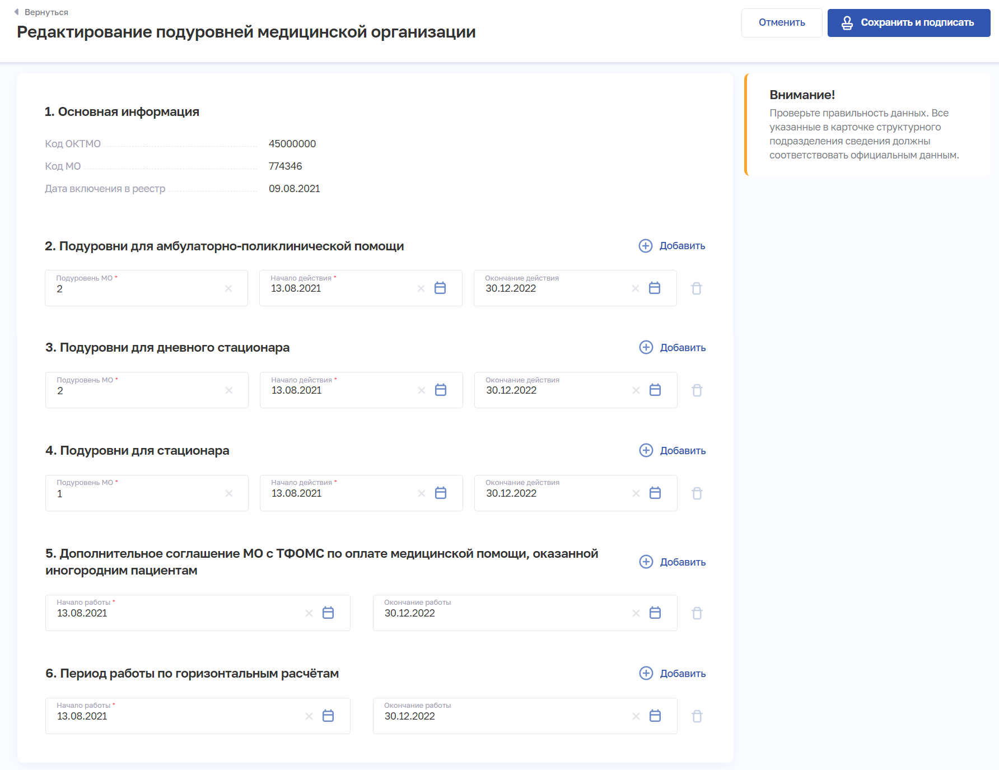 Вернуться
Редактирование подуровней медицинской организации
Отменить
Сохранить и подписать
1. Основная информация
Код ОКТМО 45000000
Код МО 774346
Дата включения в реестр 09.08.2021
Внимание!
Проверьте правильность данных. Все
указанные в карточке структурного
подразделения сведения должны
соответствовать официальным данным.
2. Подуровни для амбулаторно-поликлинической помощи
Добавить
Подуровень МО *
2
Начало действия *
13.08.2021
Окончание действия
30.12.2022
3. Подуровни для дневного стационара
Добавить
Подуровень МО *
2
Начало действия *
13.08.2021
Окончание действия
30.12.2022
4. Подуровни для стационара
Добавить
Подуровень МО *
1
Начало действия *
13.08.2021
Окончание действия
30.12.2022
5. Дополнительное соглашение МО с ТФОМС по оплате медицинской помощи, оказанной
иногородним пациентам
Добавить
Начало работы *
13.08.2021
Окончание работы
30.12.2022
6. Период работы по горизонтальным расчётам
Добавить
Начало работы *
13.08.2021
Окончание работы
30.12.2022